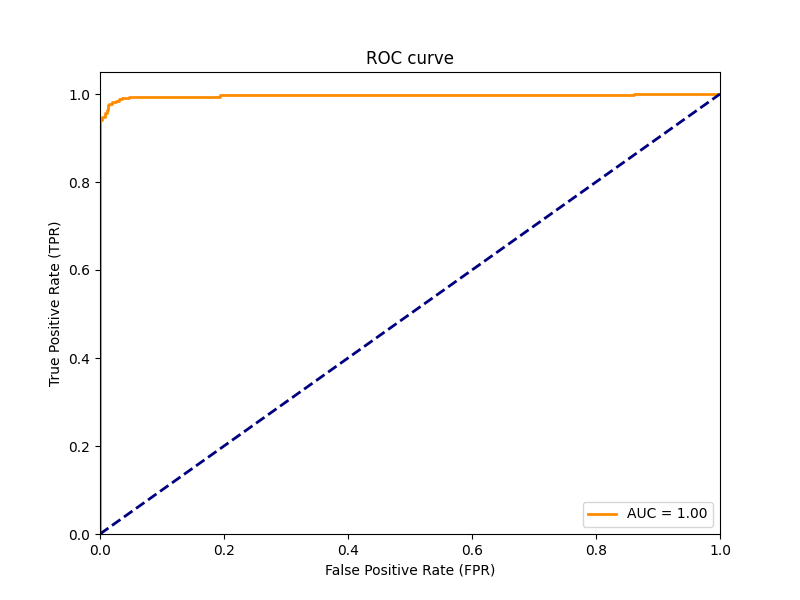 ROC curve
True Positive Rate (TPR)
1.0
0.8
0.6
0.4
0.2
0.0
AUC = 1.00
0.0 0.2 0.4 0.6 0.8 1.0
False Positive Rate (FPR)